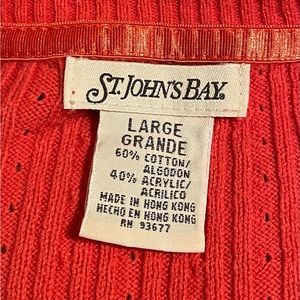 ST. JOHN'S BAY.
LARGE
GRANDE
60% COTTON/
ALGODON
40% ACRYLIC/
ACRILICO
MADE IN HONG KONG
HECHO EN HONG KONG
RN 93677